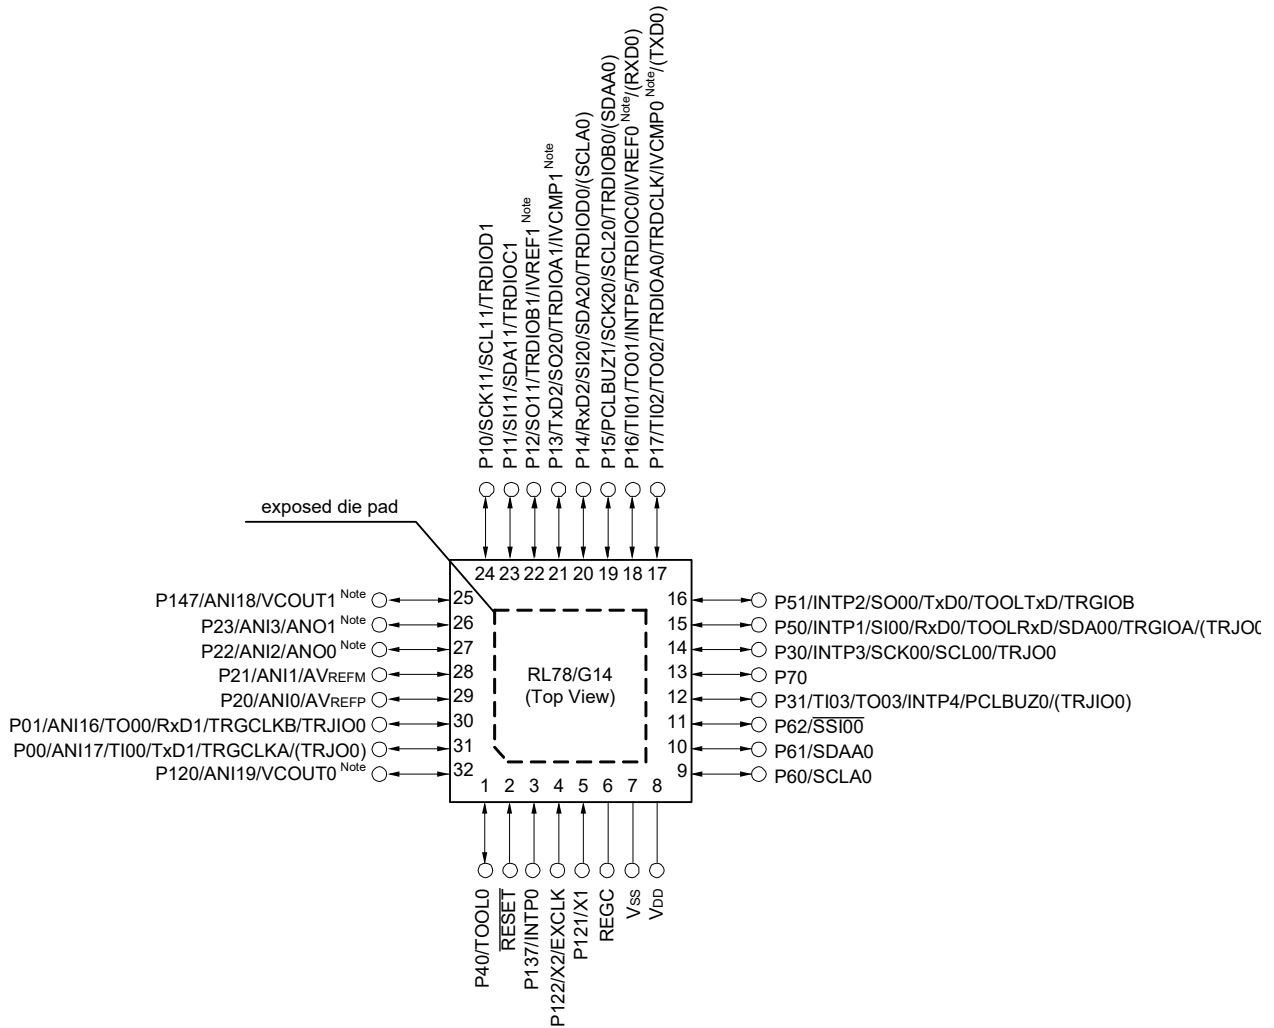 P10/SCK11/SCL11/TRDIOD1
P11/SI11/SDA11/TRDIOC1
P12/SO11/TRDIOB1/IVREF1 Note
P13/TxD2/SO20/TRDIOA1/IVCMP1 Note
P14/RxD2/SI20/SDA20/TRDIOD0/(SCLA0)
P15/PCLBUZ1/SCK20/SCL20/TRDIOB0/(SDAA0)
P16/TI01/TO01/INTP5/TRDIOC0/IVREF0 Note/(RXD0)
P17/TI02/TO02/TRDIOA0/TRDCLK/IVCMP0 Note/(TXD0)
exposed die pad
24 23 22 21 20 19 18 17
P147/ANI18/VCOUT1 Note 25
P23/ANI3/ANO1 Note 26
P22/ANI2/ANO0 Note 27
P21/ANI1/AVREFM 28
P20/ANI0/AVREFP 29
P01/ANI16/TO00/RxD1/TRGCLKB/TRJIO0 30
P00/ANI17/TI00/TxD1/TRGCLKA/(TRJO0) 31
P120/ANI19/VCOUT0 Note 32
RL78/G14
(Top View)
16 P51/INTP2/SO00/TxD0/TOOLTxD/TRGIOB
15 P50/INTP1/SI00/RxD0/TOOLRxD/SDA00/TRGIOA/(TRJO0
14 P30/INTP3/SCK00/SCL00/TRJO0
13 P70
12 P31/TI03/TO03/INTP4/PCLBUZ0/(TRJIO0)
11 P62/SSI00
10 P61/SDAA0
9 P60/SCLA0
1 2 3 4 5 6 7 8
P40/TOOL0
RESET
P137/INTP0
P122/X2/EXCLK
P121/X1
REGC
VSS
VDD